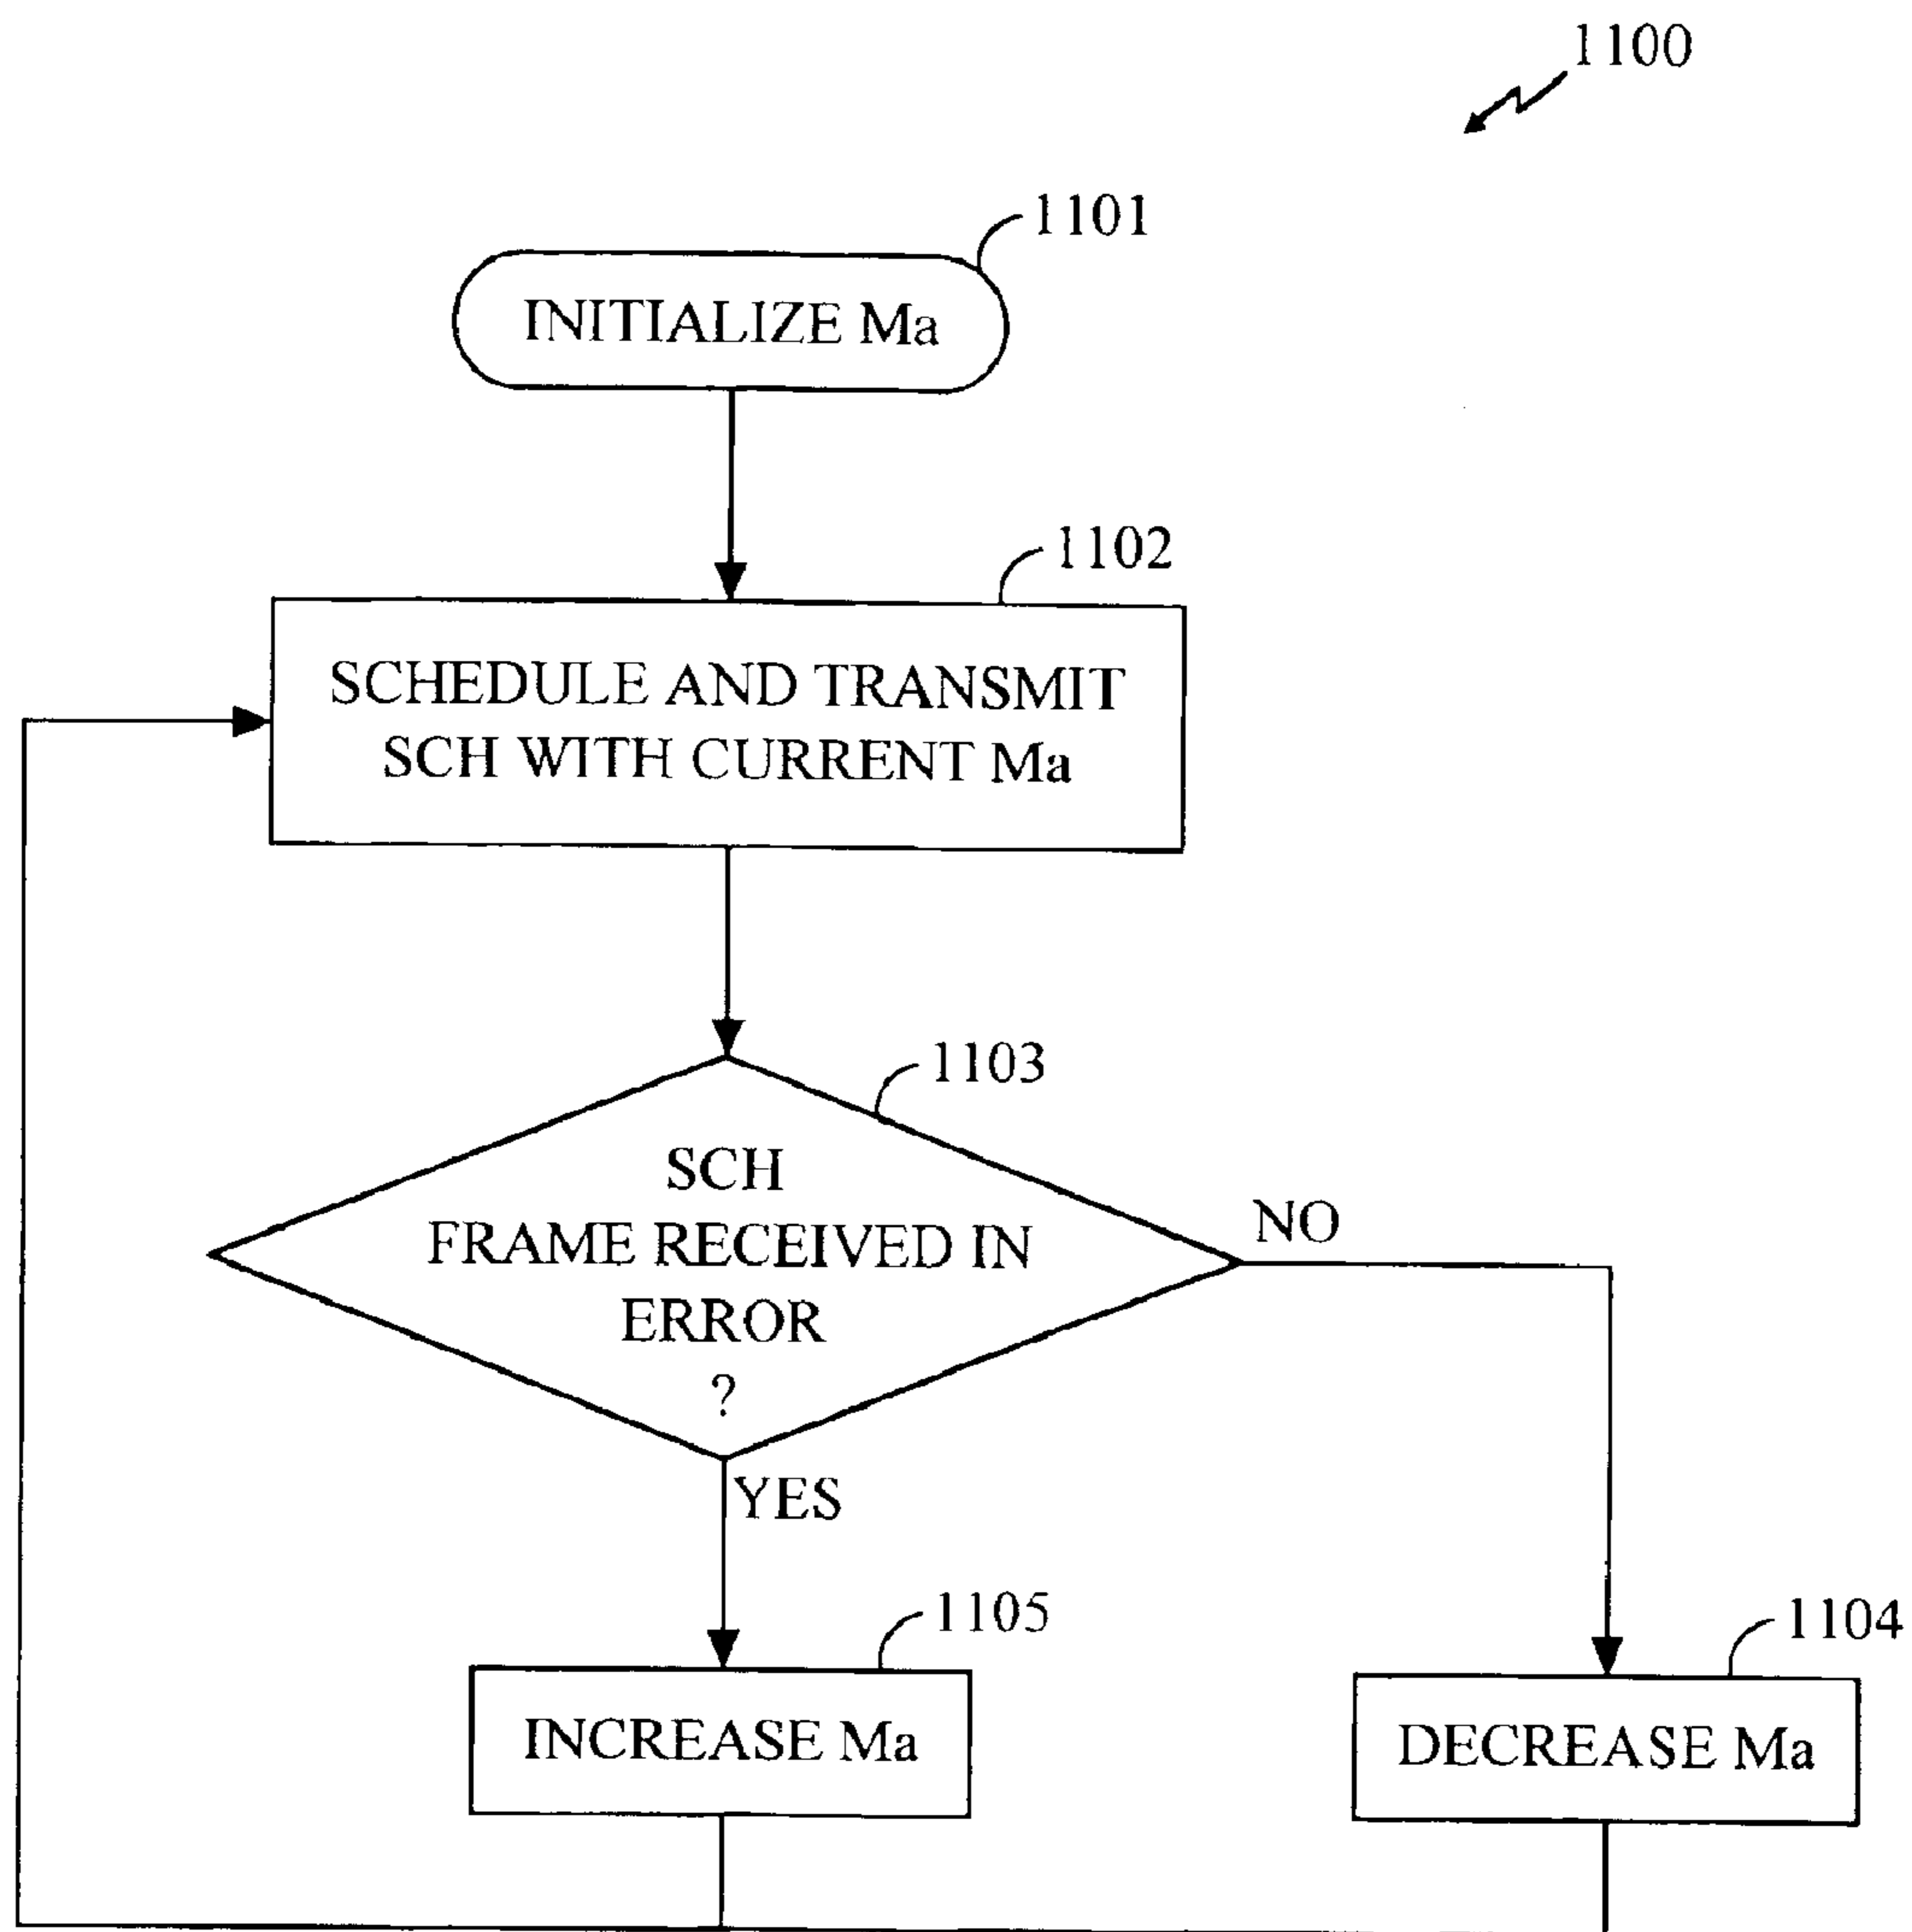 1100
1101
INITIALIZE Ma
1102
SCHEDULE AND TRANSMIT
SCH WITH CURRENT Ma
1103
SCH
FRAME RECEIVED IN
ERROR
?
NO
YES
1105
INCREASE Ma
1104
DECREASE Ma